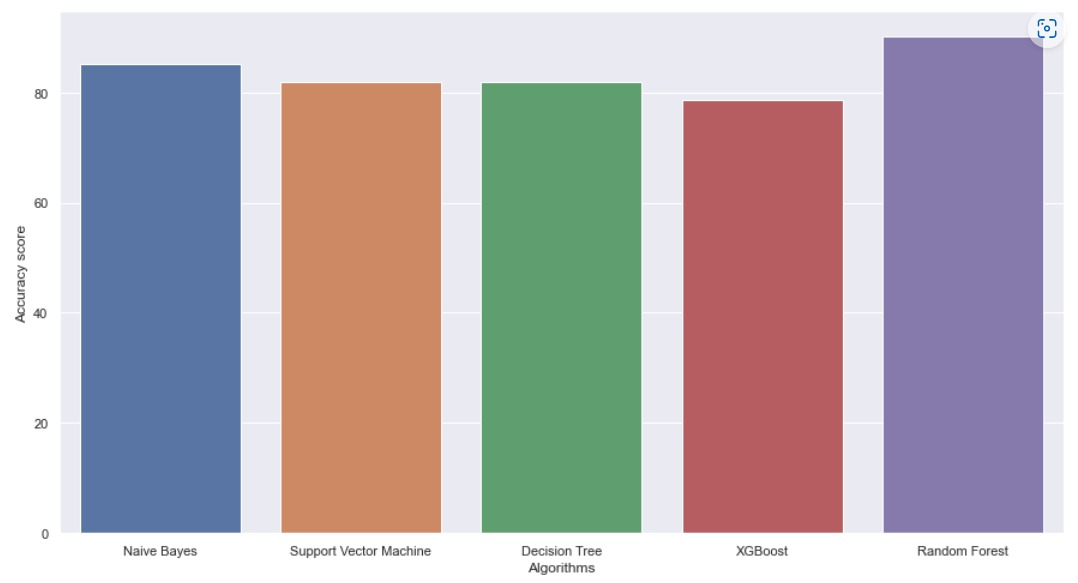 80
60
40
20
0
Accuracy score
Naive Bayes
Support Vector Machine
Decision Tree
XGBoost
Random Forest
Algorithms